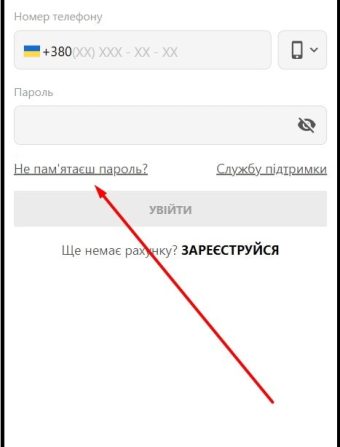 Номер телефону
+380(XX) XXX - XX - XX
Пароль
Не пам'ятаєш пароль? Службу підтримки
УВІЙТИ
Ще немає рахунку? ЗАРЕЄСТРУЙСЯ